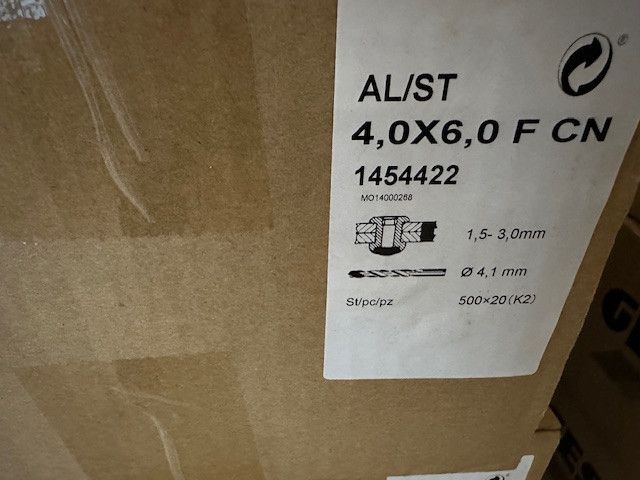 ®
AL/ST
4,0X6,0 F CN
1454422
MO14000268
1,5- 3,0mm
Ø 4,1 mm
St/pc/pz 500×20(K2)